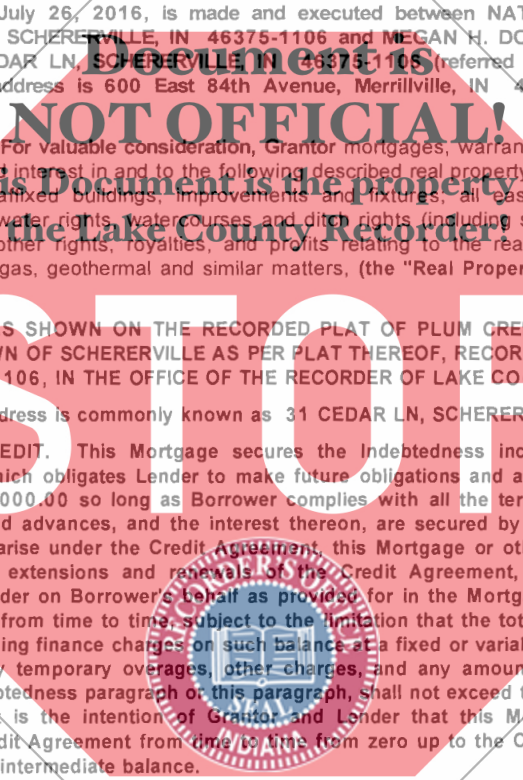 July 26, 2016, is made and executed between NAT
SCHERERVILLE, IN 46375-1106 and MEGAN H. DO
DAR LN, SCHERERVILLE, IN 46375-1106 (referred
address is 600 East 84th Avenue, Merrillville, IN 4
Document is
NOT OFFICIAL!
For valuable consideration, Grantor mortgages, warran
d interest in and to the following described real property
is Document is the property
affixed buildings, improvements and fixtures; all eas
water rights, watercourses and ditch rights (including s
the Lake County Recorder!
other rights, royalties, and profits relating to the rea
gas, geothermal and similar matters, (the "Real Proper
STOP
S SHOWN ON THE RECORDED PLAT OF PLUM CRE
WN OF SCHERERVILLE AS PER PLAT THEREOF, RECOR
106, IN THE OFFICE OF THE RECORDER OF LAKE CO
dress is commonly known as 31 CEDAR LN, SCHERER
EDIT. This Mortgage secures the Indebtedness inc
hich obligates Lender to make future obligations and a
000.00 so long as Borrower complies with all the ter
d advances, and the interest thereon, are secured by
arise under the Credit Agreement, this Mortgage or ot
extensions and renewals of the Credit Agreement,
der on Borrower's behalf as provided for in the Mortg
from time to time, subject to the limitation that the tot
ing finance charges on such balance at a fixed or varial
y temporary overages, other charges, and any amoun
btedness paragraph or this paragraph, shall not exceed t
is the intention of Grantor and Lender that this M
dit Agreement from time to time from zero up to the C
intermediate balance.
RECORDER'S OFFICE
SEAL
INDIANA